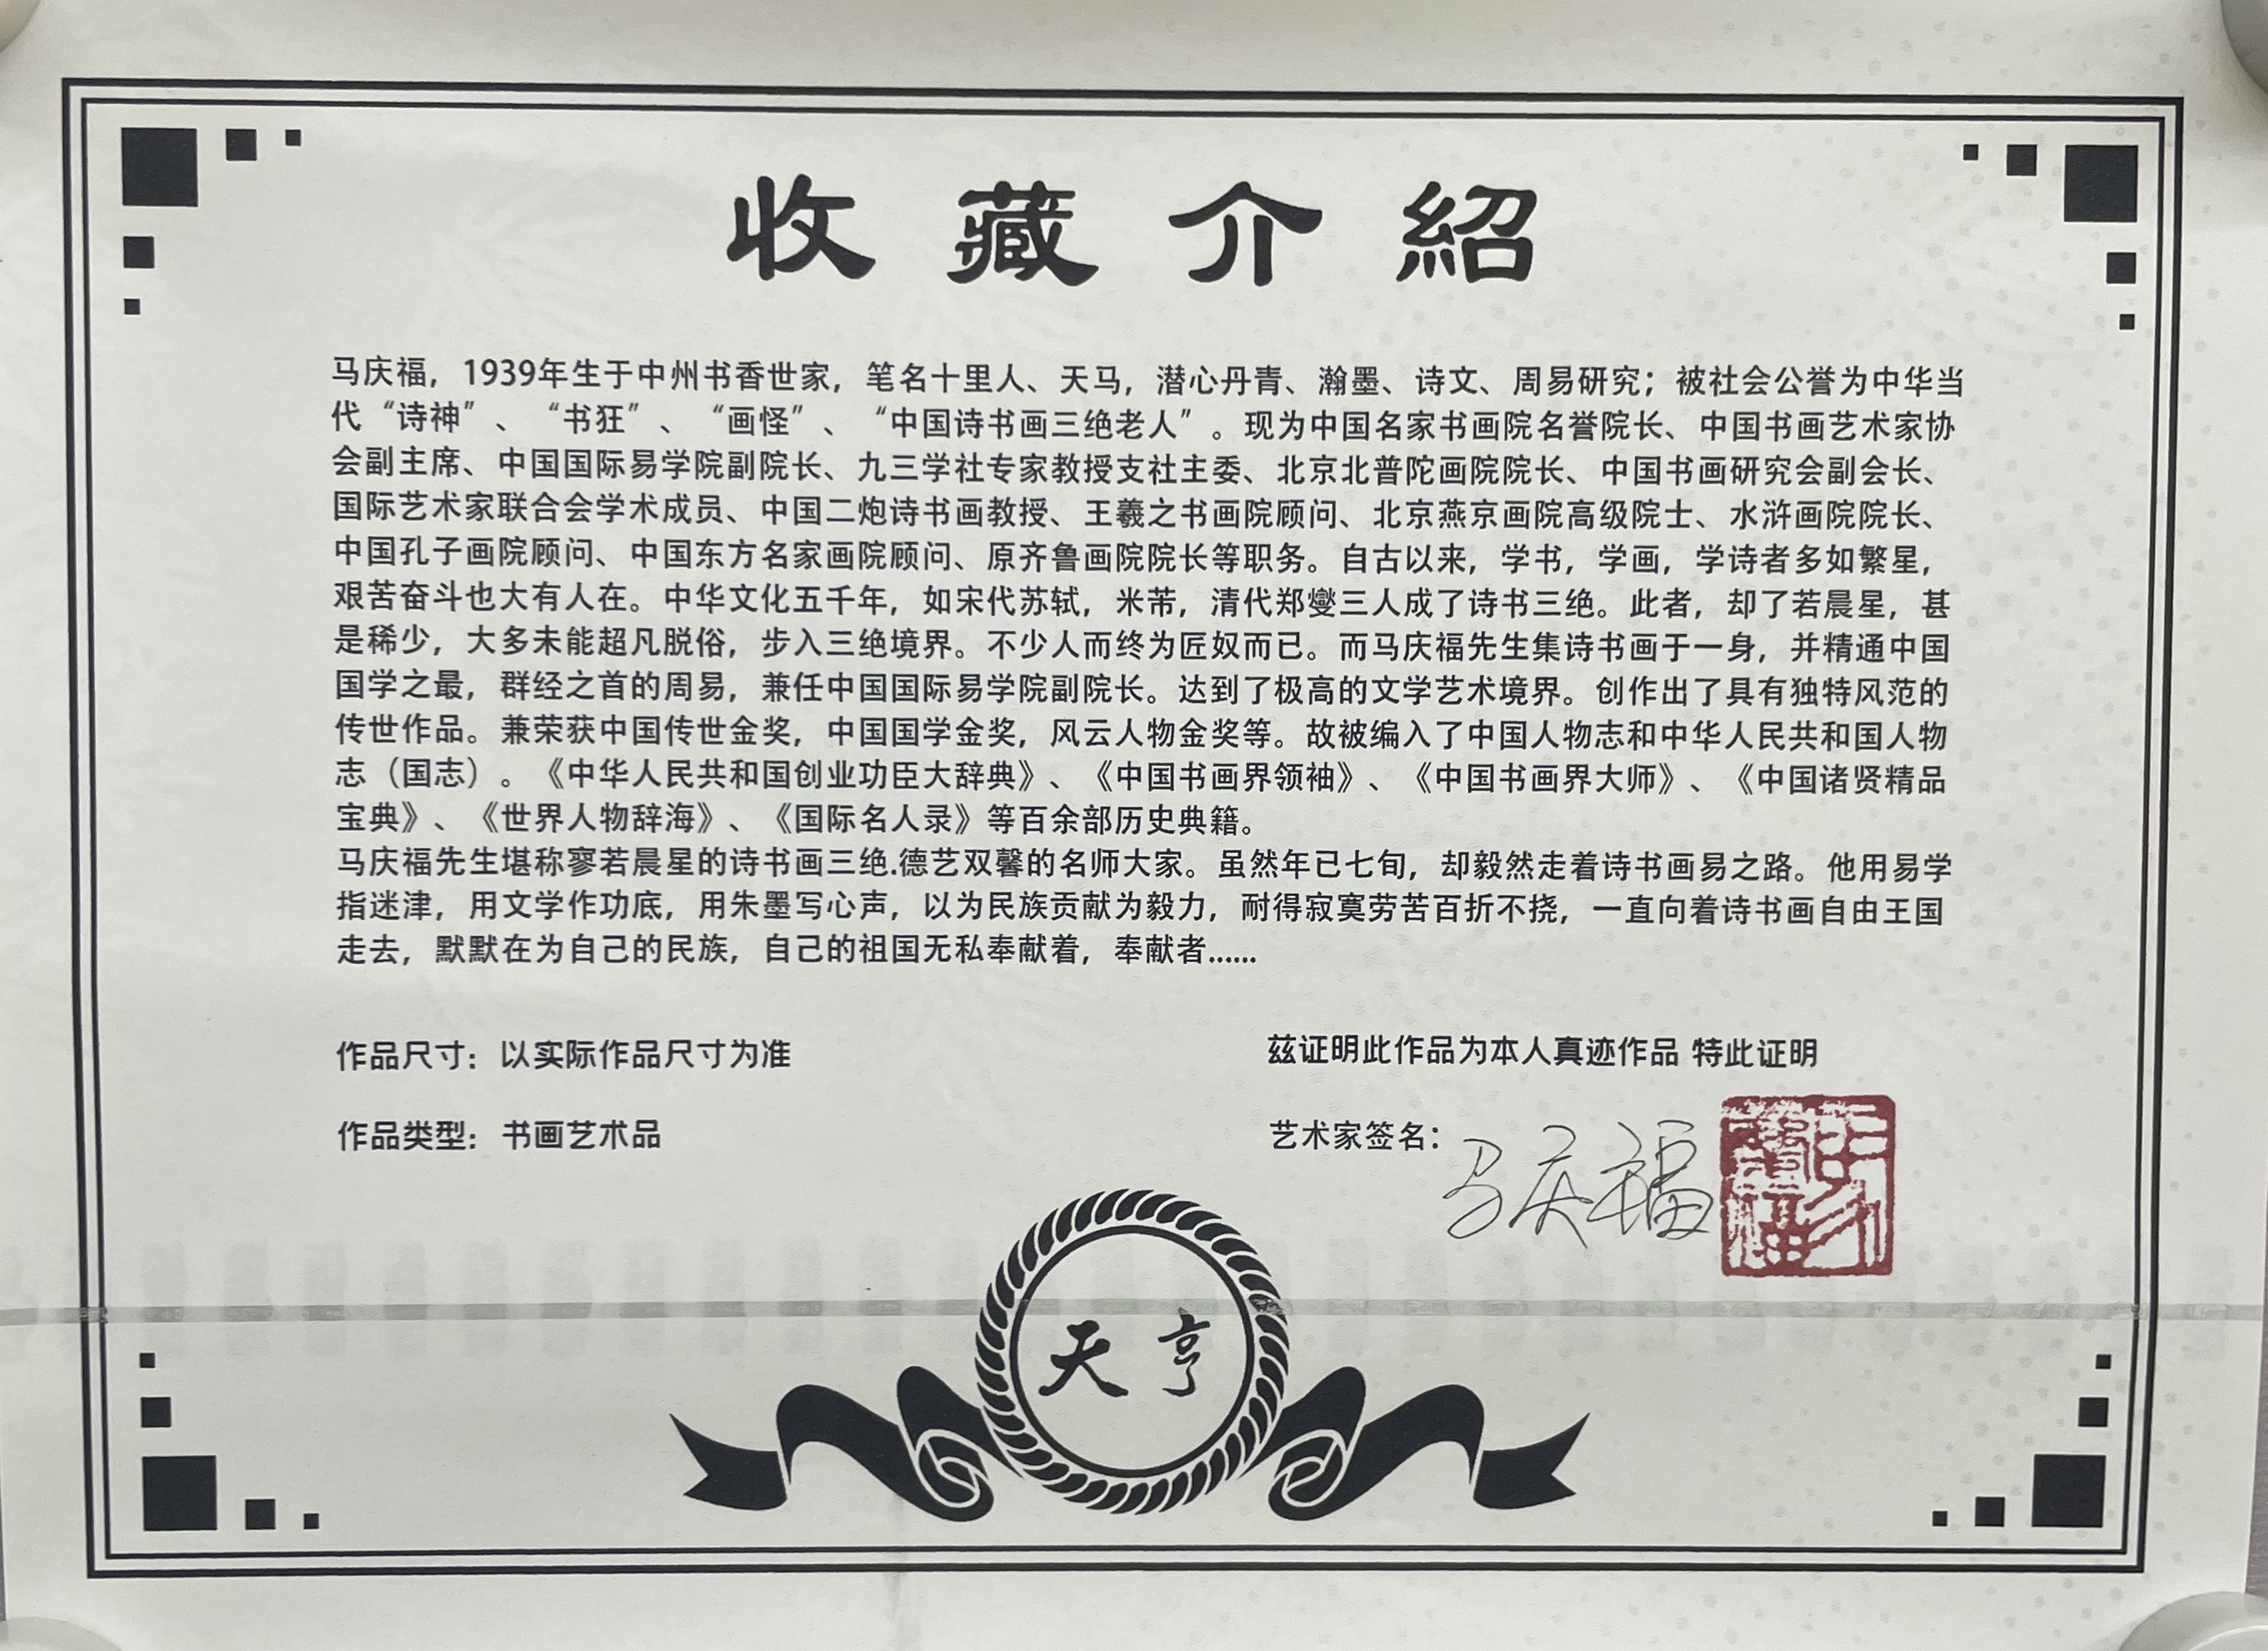 收藏介紹
马庆福，1939年生于中州书香世家，笔名十里人、天马，潜心丹青、瀚墨、诗文、周易研究；被社会公誉为中华当
代“诗神”、“书狂”、“画怪”、“中国诗书画三绝老人”。现为中国名家书画院名誉院长、中国书画艺术家协
会副主席、中国国际易学院副院长、九三学社专家教授支社主委、北京北普陀画院院长、中国书画研究会副会长、
国际艺术家联合会学术成员、中国二炮诗书画教授、王羲之书画院顾问、北京燕京画院高级院士、水浒画院院长、
中国孔子画院顾问、中国东方名家画院顾问、原齐鲁画院院长等职务。自古以来，学书，学画，学诗者多如繁星，
艰苦奋斗也大有人在。中华文化五千年，如宋代苏轼，米芾，清代郑燮三人成了诗书三绝。此者，却了若晨星，甚
是稀少，大多未能超凡脱俗，步入三绝境界。不少人而终为匠奴而已。而马庆福先生集诗书画于一身，并精通中国
国学之最，群经之首的周易，兼任中国国际易学院副院长。达到了极高的文学艺术境界。创作出了具有独特风范的
传世作品。兼荣获中国传世金奖，中国国学金奖，风云人物金奖等。故被编入了中国人物志和中华人民共和国人物
志（国志）。《中华人民共和国创业功臣大辞典》、《中国书画界领袖》、《中国书画界大师》、《中国诸贤精品
宝典》、《世界人物辞海》、《国际名人录》等百余部历史典籍。
马庆福先生堪称寥若晨星的诗书画三绝.德艺双馨的名师大家。虽然年已七旬，却毅然走着诗书画易之路。他用易学
指迷津，用文学作功底，用朱墨写心声，以为民族贡献为毅力，耐得寂寞劳苦百折不挠，一直向着诗书画自由王国
走去，默默在为自己的民族，自己的祖国无私奉献着，奉献者……
作品尺寸：以实际作品尺寸为准
兹证明此作品为本人真迹作品 特此证明
作品类型：书画艺术品
艺术家签名：马庆福
天亨